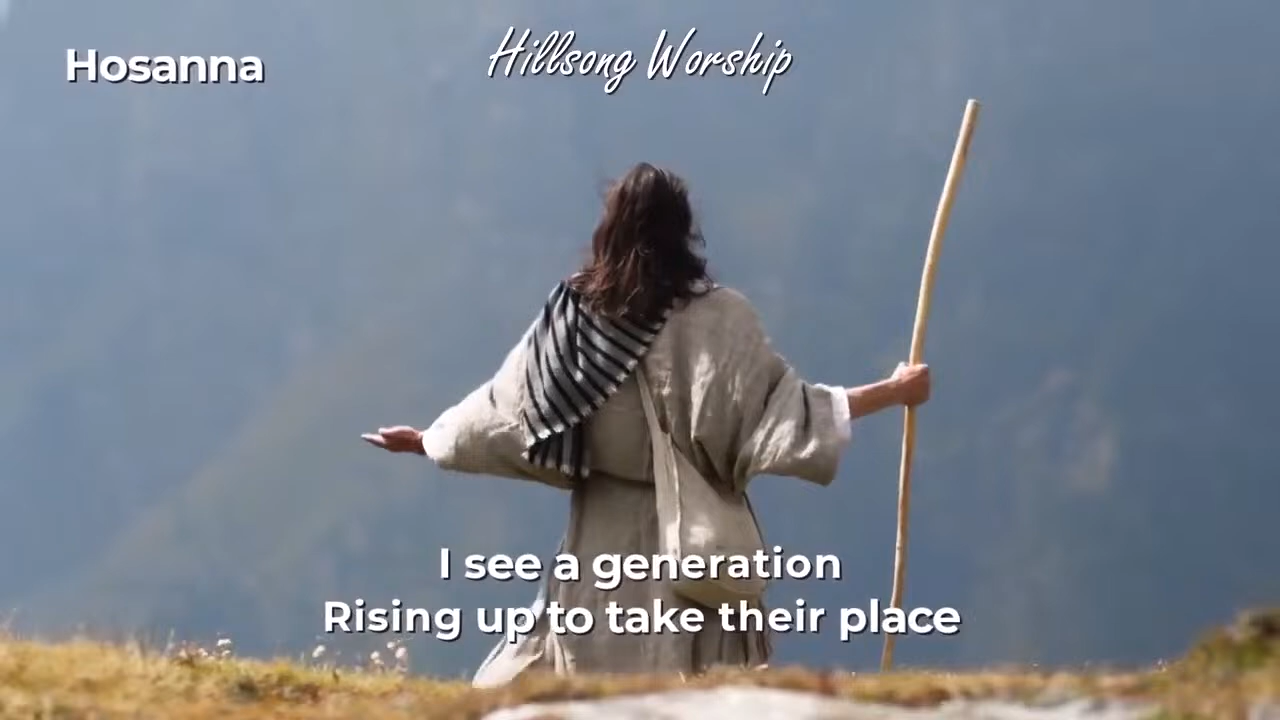 Hosanna
Hillsong Worship
I see a generation
Rising up to take their place